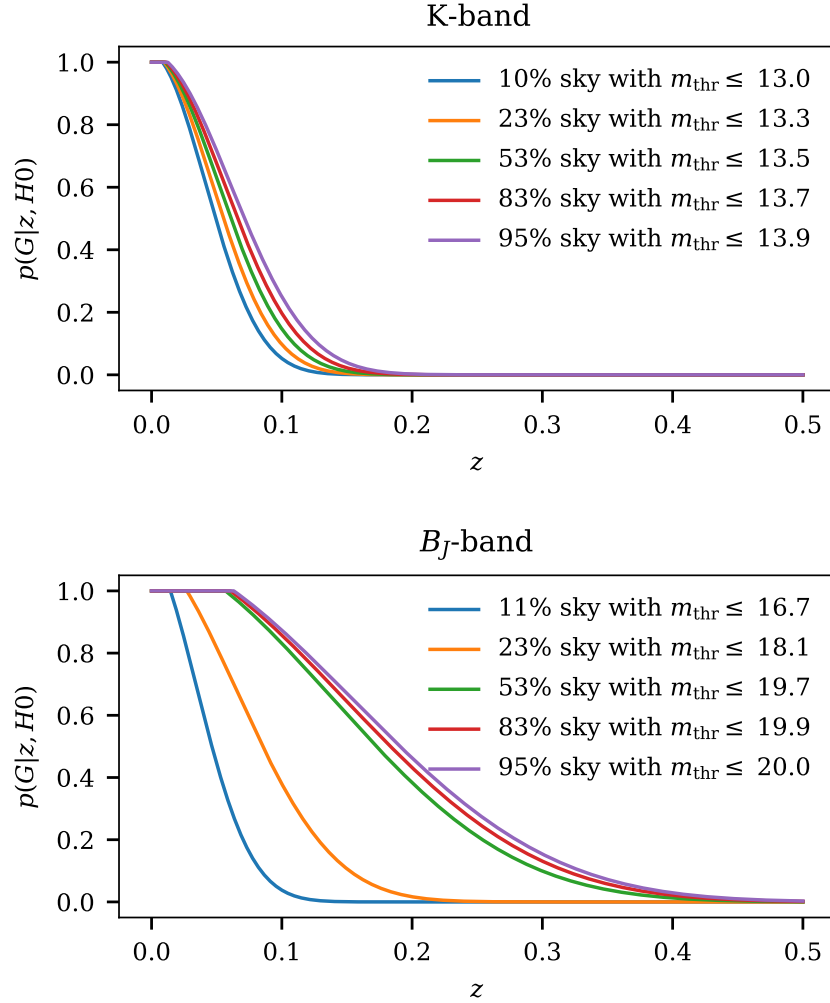 K-band
p(G|z, H0)
1.0
0.8
0.6
0.4
0.2
0.0
10% sky with m_thr ≤ 13.0
23% sky with m_thr ≤ 13.3
53% sky with m_thr ≤ 13.5
83% sky with m_thr ≤ 13.7
95% sky with m_thr ≤ 13.9
0.0 0.1 0.2 0.3 0.4 0.5
z
B_J-band
p(G|z, H0)
1.0
0.8
0.6
0.4
0.2
0.0
11% sky with m_thr ≤ 16.7
23% sky with m_thr ≤ 18.1
53% sky with m_thr ≤ 19.7
83% sky with m_thr ≤ 19.9
95% sky with m_thr ≤ 20.0
0.0 0.1 0.2 0.3 0.4 0.5
z